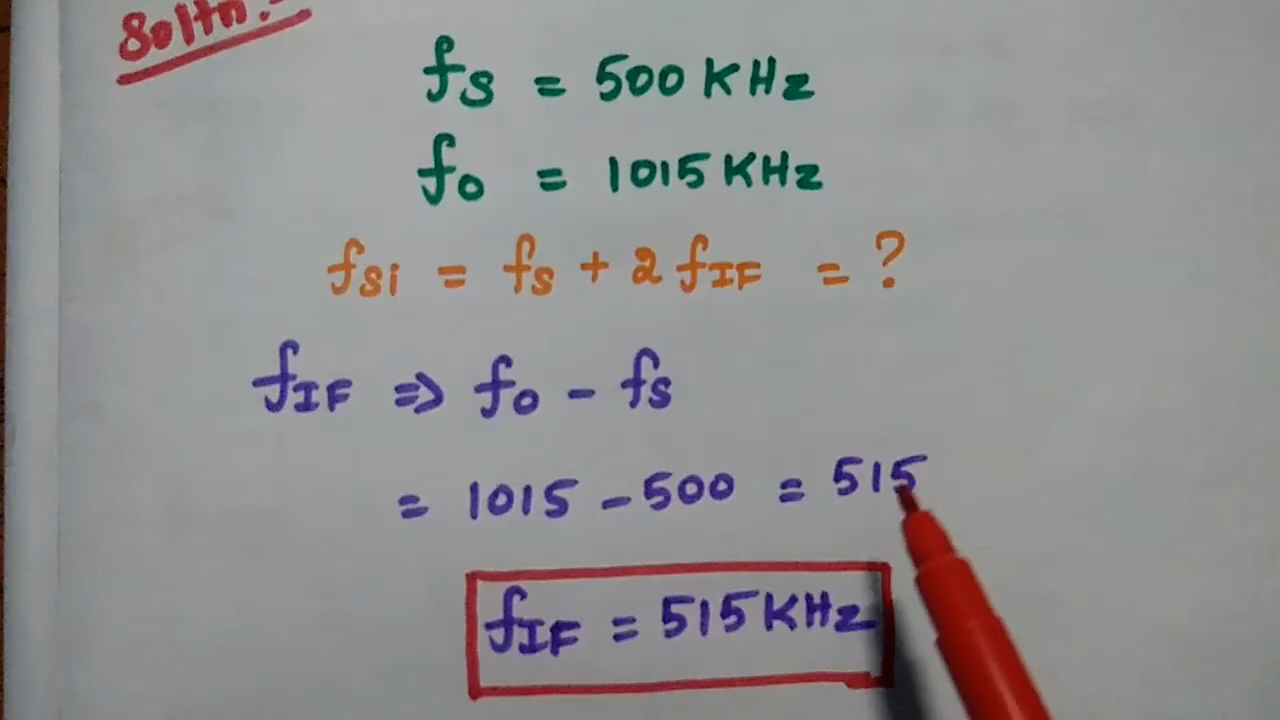 Soltn:-
fs = 500 KHz
fo = 1015 KHz
fsi = fs + 2 fIF = ?
fIF ⇒ fo - fs
= 1015 - 500 = 515
fIF = 515 KHz